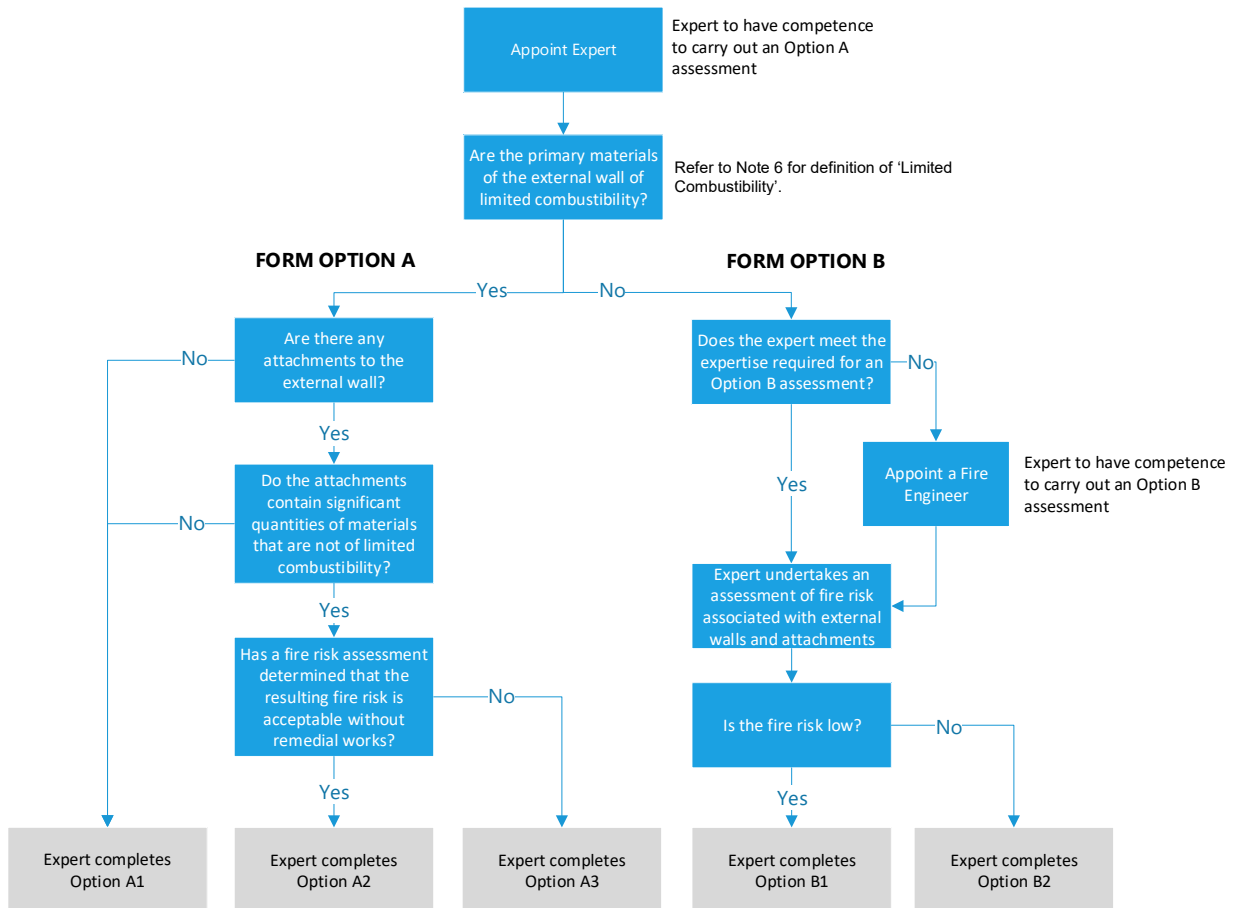 Appoint Expert
Expert to have competence
to carry out an Option A
assessment
Are the primary materials
of the external wall of
limited combustibility?
Refer to Note 6 for definition of ‘Limited
Combustibility’.
FORM OPTION A
FORM OPTION B
Yes
No
Are there any
attachments to the
external wall?
No
Does the expert meet the
expertise required for an
Option B assessment?
No
Yes
Do the attachments
contain significant
quantities of materials
that are not of limited
combustibility?
No
Yes
Appoint a Fire
Engineer
Expert to have competence
to carry out an Option B
assessment
Yes
Expert undertakes an
assessment of fire risk
associated with external
walls and attachments
Has a fire risk assessment
determined that the
resulting fire risk is
acceptable without
remedial works?
No
Is the fire risk low?
No
Yes
Yes
Expert completes
Option A1
Expert completes
Option A2
Expert completes
Option A3
Expert completes
Option B1
Expert completes
Option B2